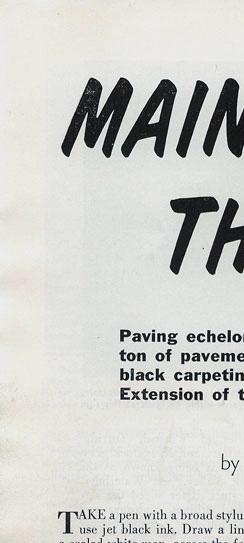 MAIN
TH
Paving echelon
ton of paveme
black carpetin
Extension of t
by
TAKE a pen with a broad stylu
use jet black ink. Draw a lin